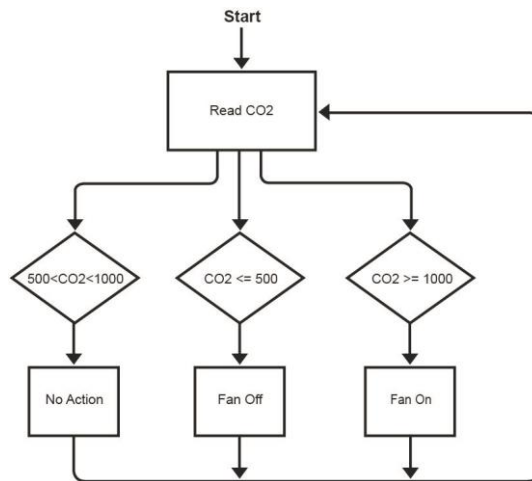 Start
Read CO2
500<CO2<1000
CO2 <= 500
CO2 >= 1000
No Action
Fan Off
Fan On